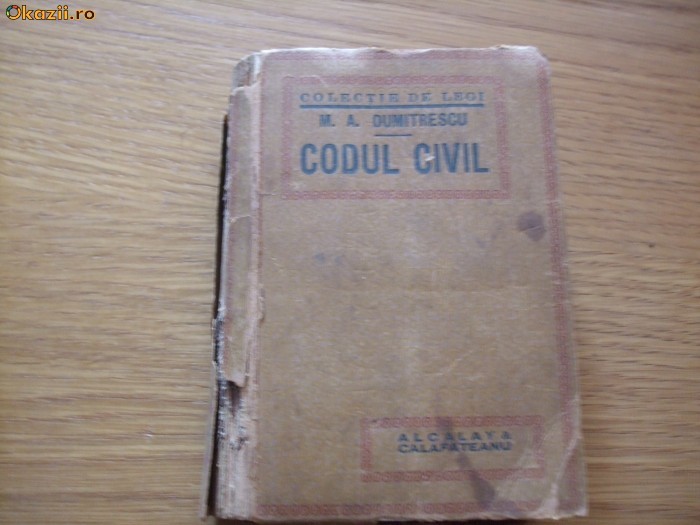 Okazii.ro
COLECTIE DE LEGI
M. A. DUMITRESCU
CODUL CIVIL
ALCALAY &
CALAFATEANU